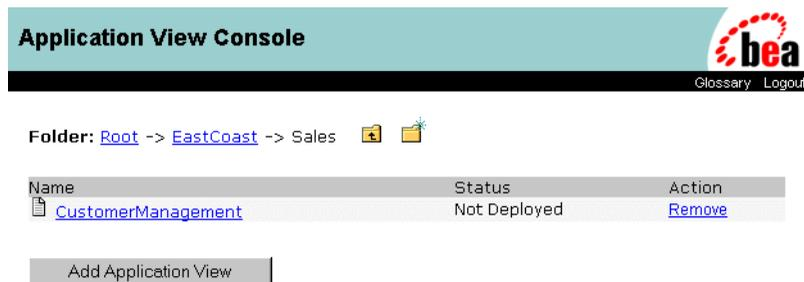 Application View Console
bea
Glossary Logout
Folder: Root -> EastCoast -> Sales
Name Status Action
CustomerManagement Not Deployed Remove
Add Application View